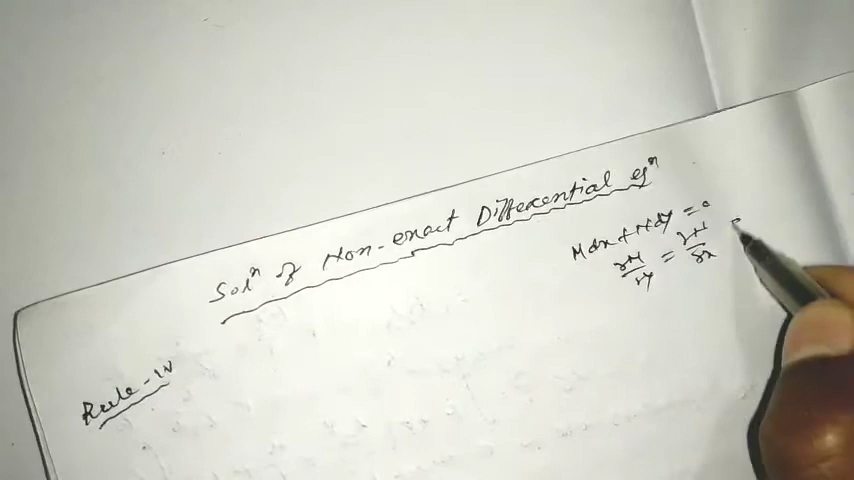 Solⁿ of Non-exact Differential eqⁿ
Mdx + Ndy = 0
∂M/∂y = ∂N/∂x
Rule-IV